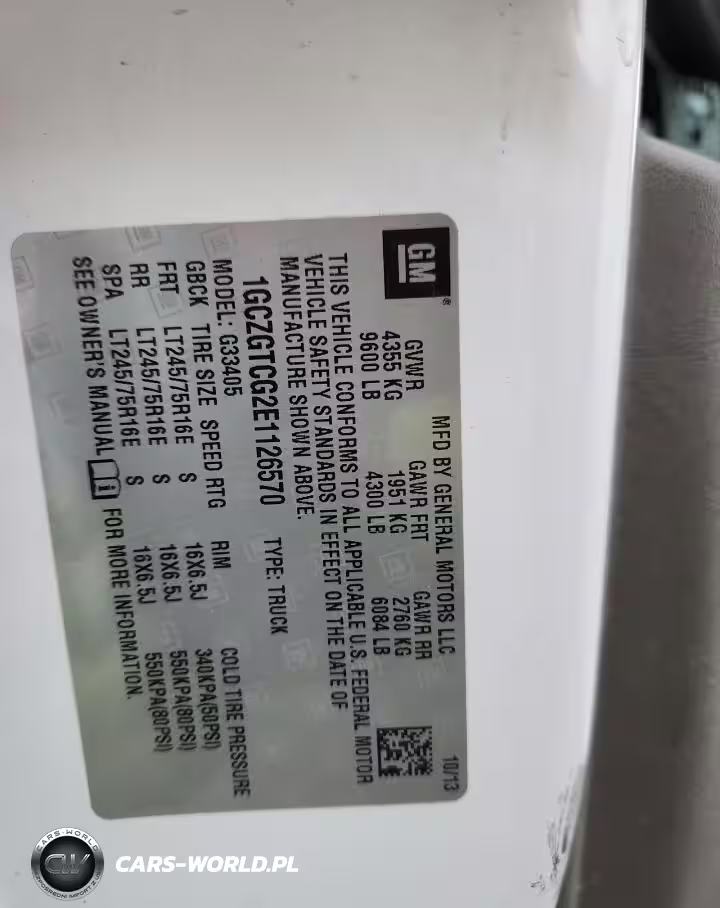 GM®
MFD BY GENERAL MOTORS LLC 10/13
GVWR GAWR FRT GAWR RR
4355 KG 1951 KG 2760 KG
9600 LB 4300 LB 6084 LB
THIS VEHICLE CONFORMS TO ALL APPLICABLE U.S. FEDERAL MOTOR
VEHICLE SAFETY STANDARDS IN EFFECT ON THE DATE OF
MANUFACTURE SHOWN ABOVE.
1GCZGTCG2E1126570 TYPE: TRUCK
MODEL: G33405
GBCK TIRE SIZE SPEED RTG RIM COLD TIRE PRESSURE
FRT LT245/75R16E S 16X6.5J 340KPA(50PSI)
RR LT245/75R16E S 16X6.5J 550KPA(80PSI)
SPA LT245/75R16E S 16X6.5J 550KPA(80PSI)
SEE OWNER'S MANUAL i FOR MORE INFORMATION.
CARS-WORLD
CW
CARS-WORLD.PL